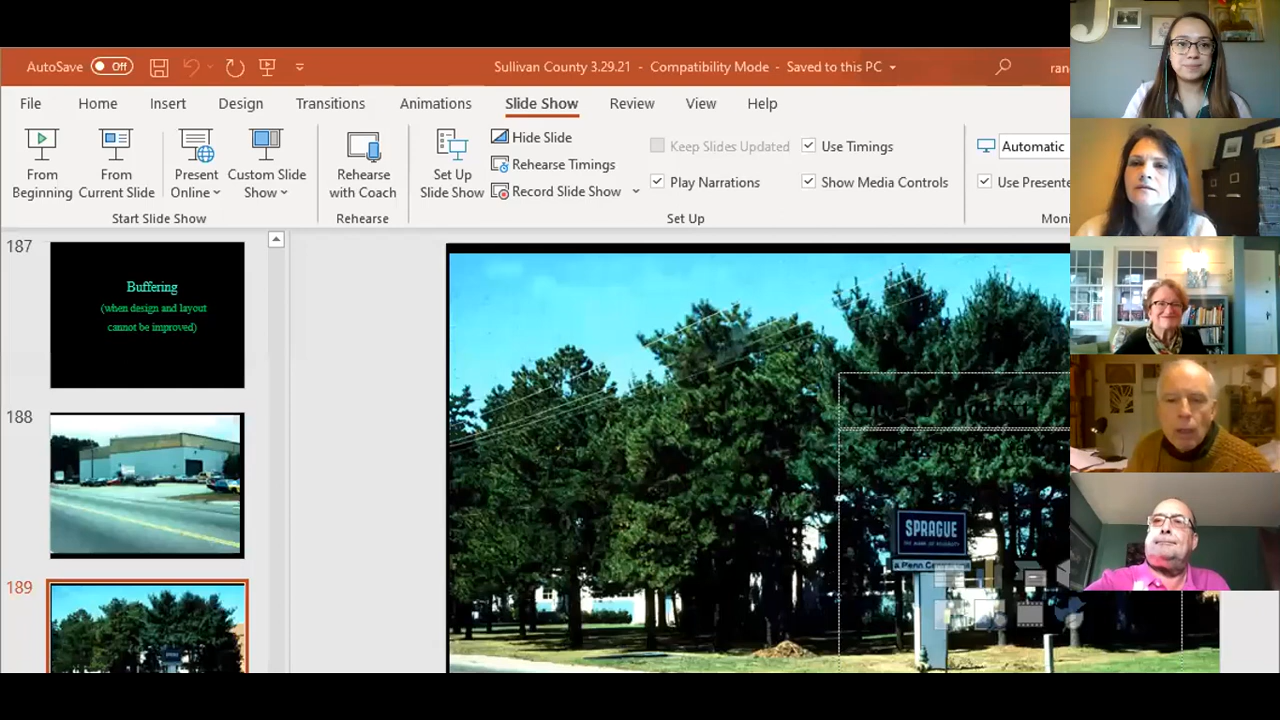 AutoSave Off
Sullivan County 3.29.21 - Compatibility Mode - Saved to this PC
File Home Insert Design Transitions Animations Slide Show Review View Help
From Beginning
From Current Slide
Present Online
Custom Slide Show
Start Slide Show
Rehearse with Coach
Rehearse
Set Up Slide Show
Hide Slide
Rehearse Timings
Record Slide Show
Keep Slides Updated
Use Timings
Play Narrations
Show Media Controls
Set Up
Automatic
187
Buffering
(when design and layout
cannot be improved)
188
189
SPRAGUE
THE MARK OF RELIABILITY